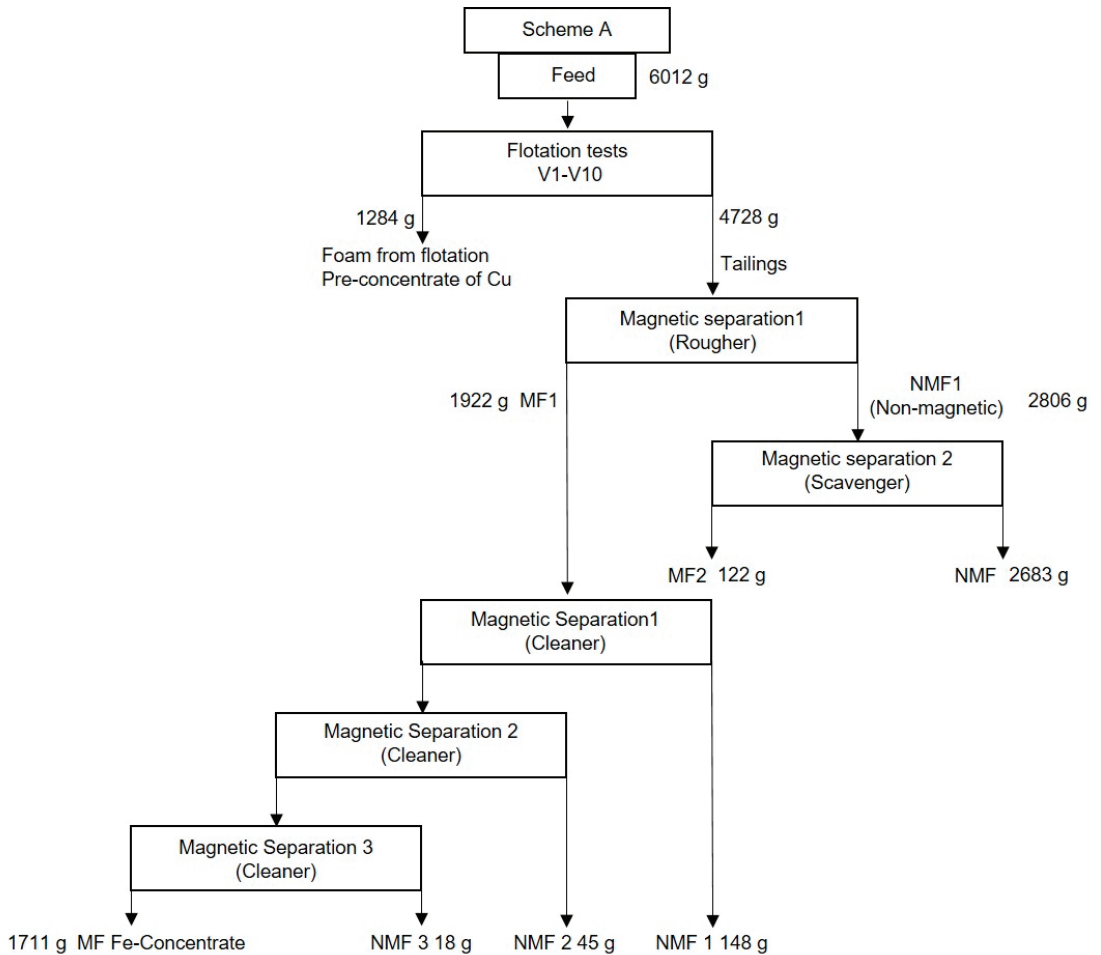 Scheme A
Feed 6012 g
Flotation tests
V1-V10
1284 g
4728 g
Foam from flotation
Pre-concentrate of Cu
Tailings
Magnetic separation1
(Rougher)
1922 g MF1
NMF1
(Non-magnetic)
2806 g
Magnetic separation 2
(Scavenger)
MF2 122 g
NMF 2683 g
Magnetic Separation1
(Cleaner)
Magnetic Separation 2
(Cleaner)
Magnetic Separation 3
(Cleaner)
1711 g MF Fe-Concentrate
NMF 3 18 g
NMF 2 45 g
NMF 1 148 g